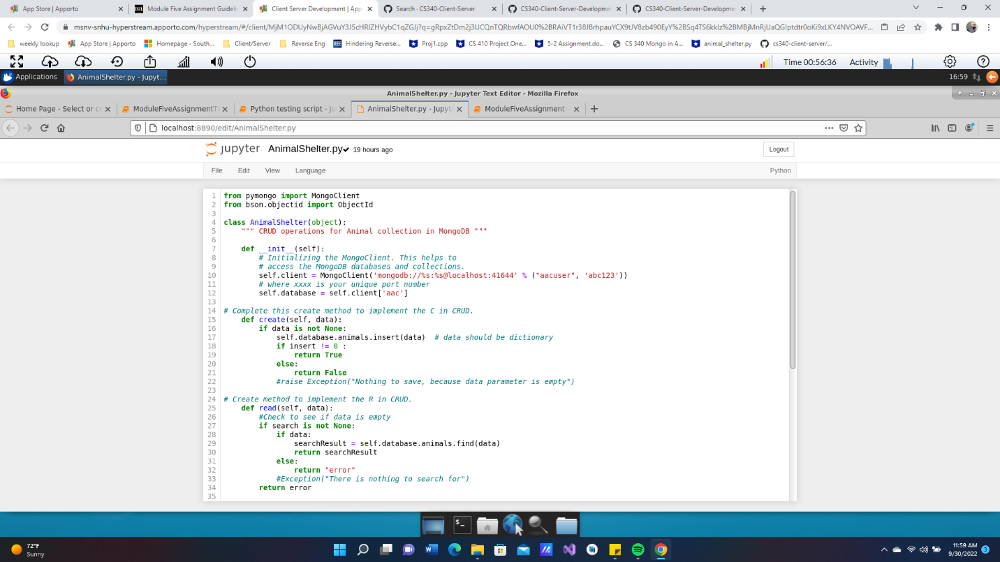 App Store | Apporto
Module Five Assignment Guidelin
Client Server Development | App
Search · CS340-Client-Server
CS340-Client-Server-Developme
CS340-Client-Server-Developme
weekly lookup
App Store | Apporto
Homepage - South...
Client/Server
Reverse Eng
Hindering Reverse...
Proj1.cpp
CS 410 Project One...
5-2 Assignment.do...
CS 340 Mongo in A...
animal_shelter.py
cs340-client-server/...
Time 00:56:36
Activity
Applications
AnimalShelter.py - Jupyt...
16:59
AnimalShelter.py - Jupyter Text Editor - Mozilla Firefox
Home Page - Select or cr
ModuleFiveAssignmentT
Python testing script - Ju
AnimalShelter.py - Jupyte
ModuleFiveAssignment -
localhost:8890/edit/AnimalShelter.py
jupyter AnimalShelter.py 19 hours ago
Logout
File Edit View Language
Python
1 from pymongo import MongoClient
2 from bson.objectid import ObjectId
3
4 class AnimalShelter(object):
5 """ CRUD operations for Animal collection in MongoDB """
6
7 def __init__(self):
8 # Initializing the MongoClient. This helps to
9 # access the MongoDB databases and collections.
10 self.client = MongoClient('mongodb://%s:%s@localhost:41644' % ("aacuser", 'abc123'))
11 # where xxxx is your unique port number
12 self.database = self.client['aac']
13
14 # Complete this create method to implement the C in CRUD.
15 def create(self, data):
16 if data is not None:
17 self.database.animals.insert(data) # data should be dictionary
18 if insert != 0 :
19 return True
20 else:
21 return False
22 #raise Exception("Nothing to save, because data parameter is empty")
23
24 # Create method to implement the R in CRUD.
25 def read(self, data):
26 #Check to see if data is empty
27 if search is not None:
28 if data:
29 searchResult = self.database.animals.find(data)
30 return searchResult
31 else:
32 return "error"
33 #Exception("There is nothing to search for")
34 return error
35
72°F
Sunny
11:59 AM
9/30/2022
3